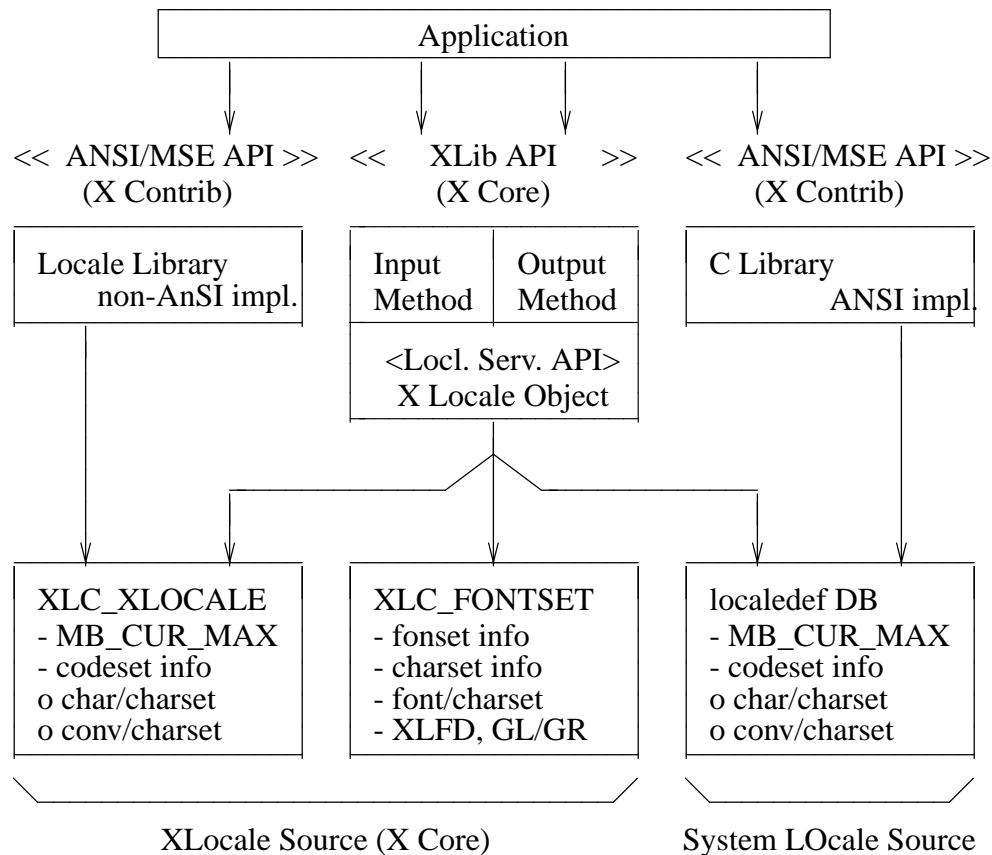 Application
<< ANSI/MSE API >>
(X Contrib)
<< XLib API >>
(X Core)
<< ANSI/MSE API >>
(X Contrib)
Locale Library
non-AnSI impl.
Input
Method
Output
Method
C Library
ANSI impl.
<Locl. Serv. API>
X Locale Object
XLC_XLOCALE
- MB_CUR_MAX
- codeset info
o char/charset
o conv/charset
XLC_FONTSET
- fonset info
- charset info
- font/charset
- XLFD, GL/GR
localedef DB
- MB_CUR_MAX
- codeset info
o char/charset
o conv/charset
XLocale Source (X Core)
System LOcale Source